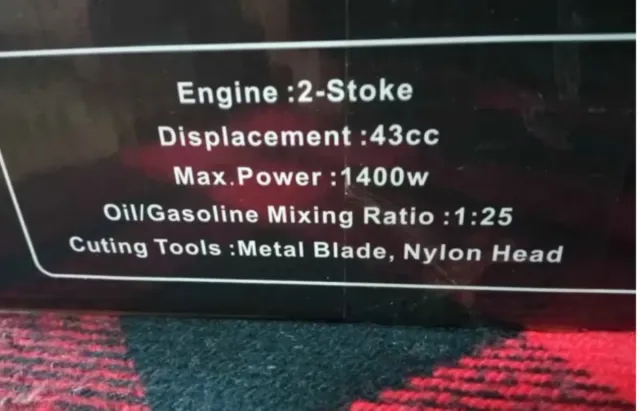 Engine :2-Stoke
Displacement :43cc
Max.Power :1400w
Oil/Gasoline Mixing Ratio :1:25
Cuting Tools :Metal Blade, Nylon Head